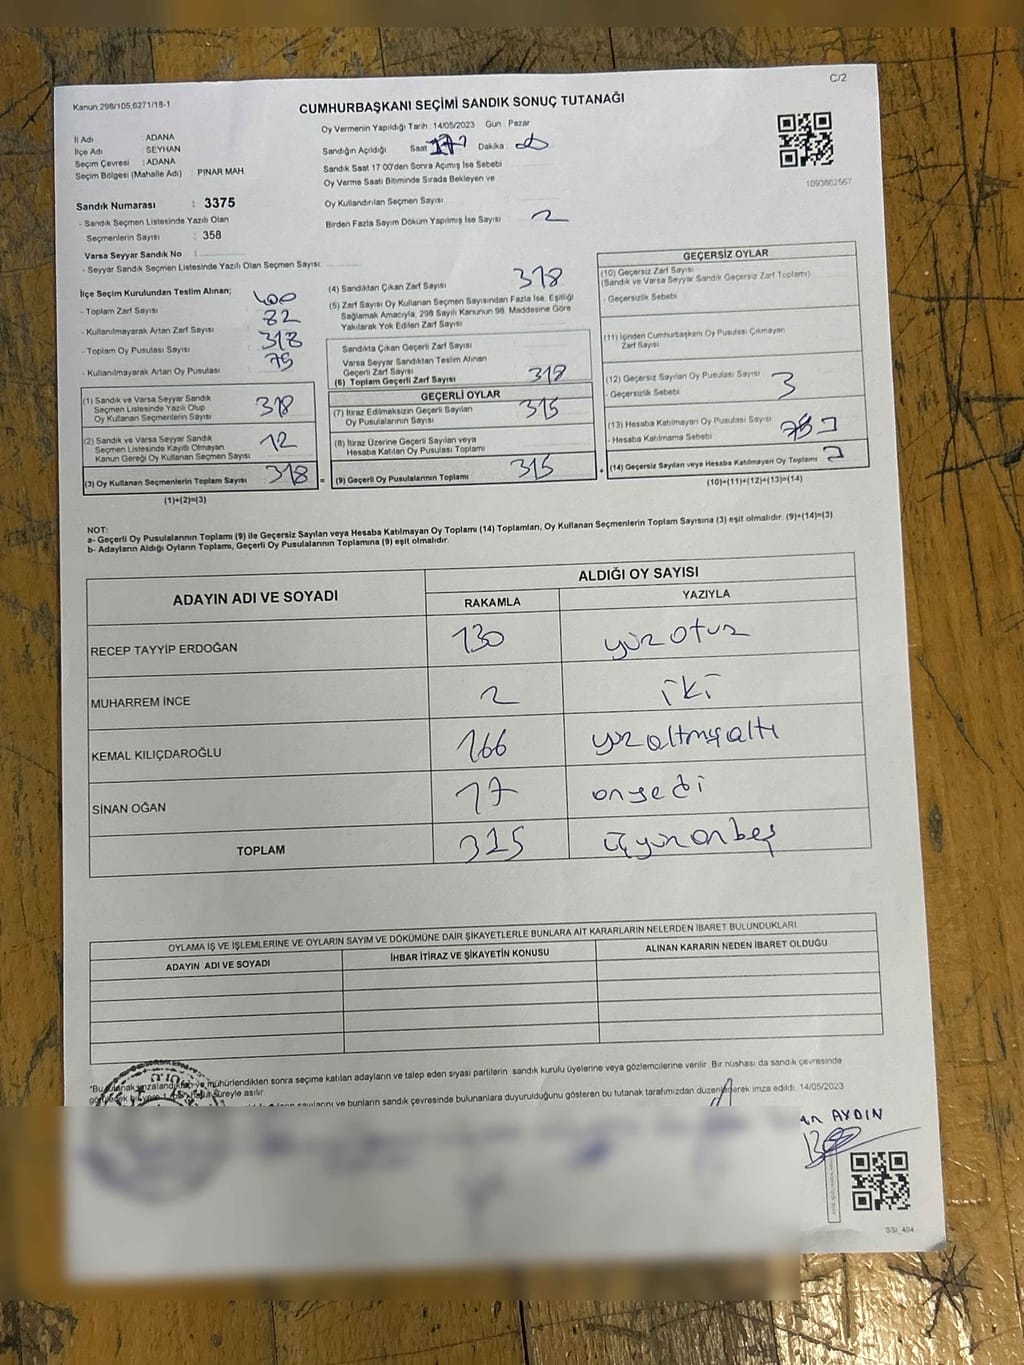 C/2
Kanun:298/105,6271/18-1
CUMHURBAŞKANI SEÇİMİ SANDIK SONUÇ TUTANAĞI
İl Adı : ADANA
İlçe Adı : SEYHAN
Seçim Çevresi : ADANA
Seçim Bölgesi (Mahalle Adı) : PINAR MAH.
Sandık Numarası : 3375
- Sandık Seçmen Listesinde Yazılı Olan
Seçmenlerin Sayısı : 358
Varsa Seyyar Sandık No :
- Seyyar Sandık Seçmen Listesinde Yazılı Olan Seçmen Sayısı
Oy Vermenin Yapıldığı Tarih : 14/05/2023 Gün : Pazar
Sandığın Açıldığı Saat Dakika
Sandık Saat 17:00'den Sonra Açımış İse Sebebi
Oy Verme Saati Bitiminde Sırada Bekleyen ve
Oy Kullandırılan Seçmen Sayısı
Birden Fazla Sayım Döküm Yapılmış İse Sayısı 2
1093862567
İlçe Seçim Kurulundan Teslim Alınan;
- Toplam Zarf Sayısı 400
- Kullanılmayarak Artan Zarf Sayısı 82
- Toplam Oy Pusulası Sayısı 318
- Kullanılmayarak Artan Oy Pusulası 75
(1) Sandık ve Varsa Seyyar Sandık
Seçmen Listesinde Yazılı Olup
Oy Kullanan Seçmenlerin Sayısı 318
(2) Sandık ve Varsa Seyyar Sandık
Seçmen Listesinde Kayıtlı Olmayan
Kanun Gereği Oy Kullanan Seçmen Sayısı 12
(3) Oy Kullanan Seçmenlerin Toplam Sayısı 318
(1)+(2)=(3)
(4) Sandıktan Çıkan Zarf Sayısı 318
(5) Zarf Sayısı Oy Kullanan Seçmen Sayısından Fazla İse, Eşitliği
Sağlamak Amacıyla, 298 Sayılı Kanunun 98. Maddesine Göre
Yakılarak Yok Edilen Zarf Sayısı
Sandıkta Çıkan Geçerli Zarf Sayısı
Varsa Seyyar Sandıktan Teslim Alınan
Geçerli Zarf Sayısı
(6) Toplam Geçerli Zarf Sayısı 318
GEÇERLİ OYLAR
(7) İtiraz Edilmeksizin Geçerli Sayılan
Oy Pusulasının Sayısı 315
(8) İtiraz Üzerine Geçerli Sayılan veya
Hesaba Katılan Oy Pusulası Toplamı
= (9) Geçerli Oy Pusulalarının Toplamı 315
GEÇERSİZ OYLAR
(10) Geçersiz Zarf Sayısı
(Sandık ve Varsa Seyyar Sandık Geçersiz Zarf Toplamı)
- Geçersizlik Sebebi
(11) İçinden Cumhurbaşkanı Oy Pusulası Çıkmayan
Zarf Sayısı
(12) Geçersiz Sayılan Oy Pusulası Sayısı 3
- Geçersizlik Sebebi
(13) Hesaba Katılmayan Oy Pusulası Sayısı
- Hesaba Katılmama Sebebi
+ (14) Geçersiz Sayılan veya Hesaba Katılmayan Oy Toplamı
(10)+(11)+(12)+(13)=(14)
NOT:
a- Geçerli Oy Pusulalarının Toplamı (9) ile Geçersiz Sayılan veya Hesaba Katılmayan Oy Toplamı (14) Toplamları, Oy Kullanan Seçmenlerin Toplam Sayısına (3) eşit olmalıdır. (9)+(14)=(3)
b- Adayların Aldığı Oyların Toplamı, Geçerli Oy Pusulalarının Toplamına (9) eşit olmalıdır.
ADAYIN ADI VE SOYADI ALDIĞI OY SAYISI
RAKAMLA YAZIYLA
RECEP TAYYİP ERDOĞAN 130 yüz otuz
MUHARREM İNCE 2 iki
KEMAL KILIÇDAROĞLU 166 yüz altmışaltı
SİNAN OĞAN 17 onyedi
TOPLAM 315 Üçyüzonbeş
OYLAMA İŞ VE İŞLEMLERİNE VE OYLARIN SAYIM VE DÖKÜMÜNE DAİR ŞİKAYETLERLE BUNLARA AİT KARARLARIN NELERDEN İBARET BULUNDUKLARI
ADAYIN ADI VE SOYADI İHBAR İTİRAZ VE ŞİKAYETİN KONUSU ALINAN KARARIN NEDEN İBARET OLDUĞU
mühürlendikten sonra seçime katılan adayların ve talep eden siyasi partilerin sandık kurulu üyelerine veya gözlemcilerine verilir. Bir nüshası da sandık çevresinde
süreyle asılır.
ve bunların sandık çevresinde bulunanlara duyurulduğunu gösteren bu tutanak tarafımızdan düzenlenerek imza edildi. 14/05/2023
AYDIN
SSİ_404